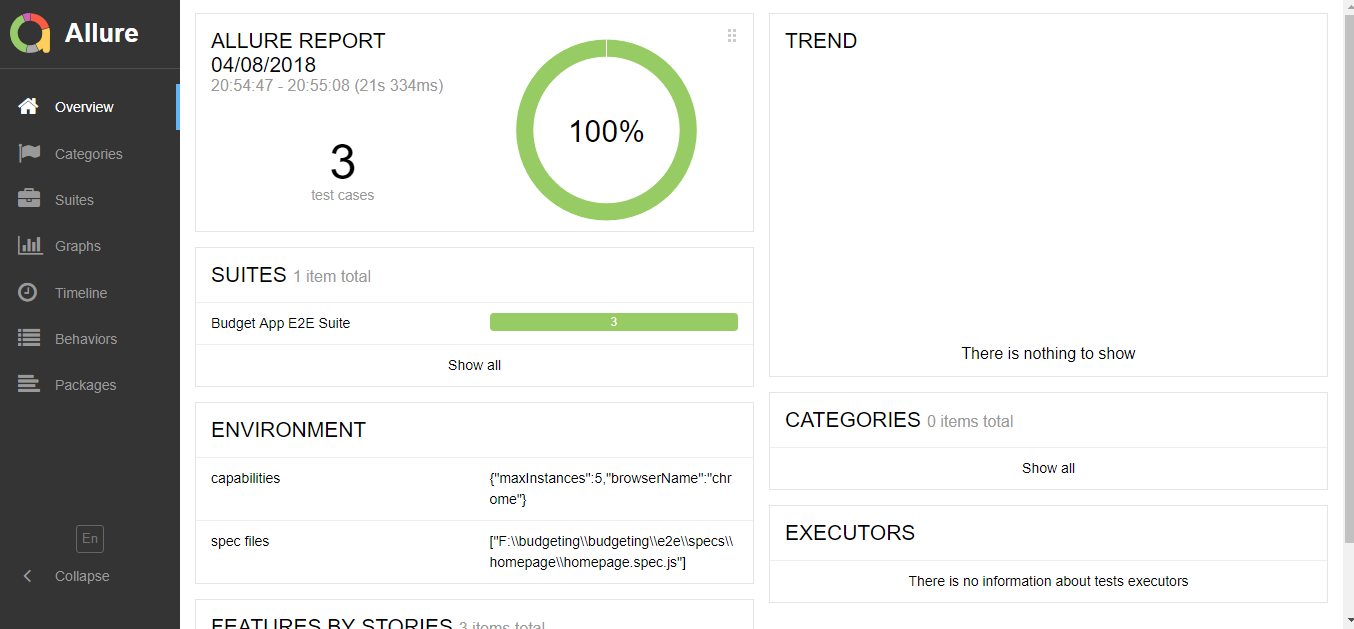 Allure
Overview
Categories
Suites
Graphs
Timeline
Behaviors
Packages
En
Collapse
ALLURE REPORT
04/08/2018
20:54:47 - 20:55:08 (21s 334ms)
3
test cases
100%
SUITES 1 item total
Budget App E2E Suite 3
Show all
ENVIRONMENT
capabilities {"maxInstances":5,"browserName":"chr
ome"}
spec files ["F:\\budgeting\\budgeting\\e2e\\specs\\
homepage\\homepage.spec.js"]
FEATURES BY STORIES 3 items total
TREND
There is nothing to show
CATEGORIES 0 items total
Show all
EXECUTORS
There is no information about tests executors